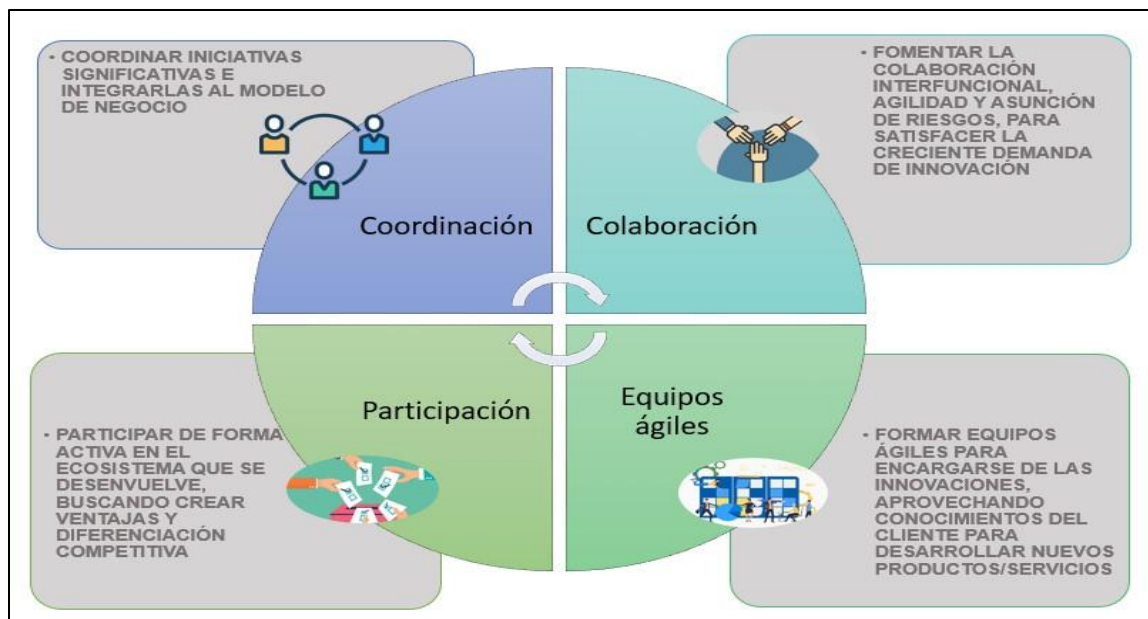 • COORDINAR INICIATIVAS
SIGNIFICATIVAS E
INTEGRARLAS AL MODELO
DE NEGOCIO
Coordinación
• FOMENTAR LA
COLABORACIÓN
INTERFUNCIONAL,
AGILIDAD Y ASUNCIÓN
DE RIESGOS, PARA
SATISFACER LA
CRECIENTE DEMANDA
DE INNOVACIÓN
Colaboración
• PARTICIPAR DE FORMA
ACTIVA EN EL
ECOSISTEMA QUE SE
DESENVUELVE,
BUSCANDO CREAR
VENTAJAS Y
DIFERENCIACIÓN
COMPETITIVA
Participación
Equipos
ágiles
• FORMAR EQUIPOS
ÁGILES PARA
ENCARGARSE DE LAS
INNOVACIONES,
APROVECHANDO
CONOCIMIENTOS DEL
CLIENTE PARA
DESARROLLAR NUEVOS
PRODUCTOS/SERVICIOS